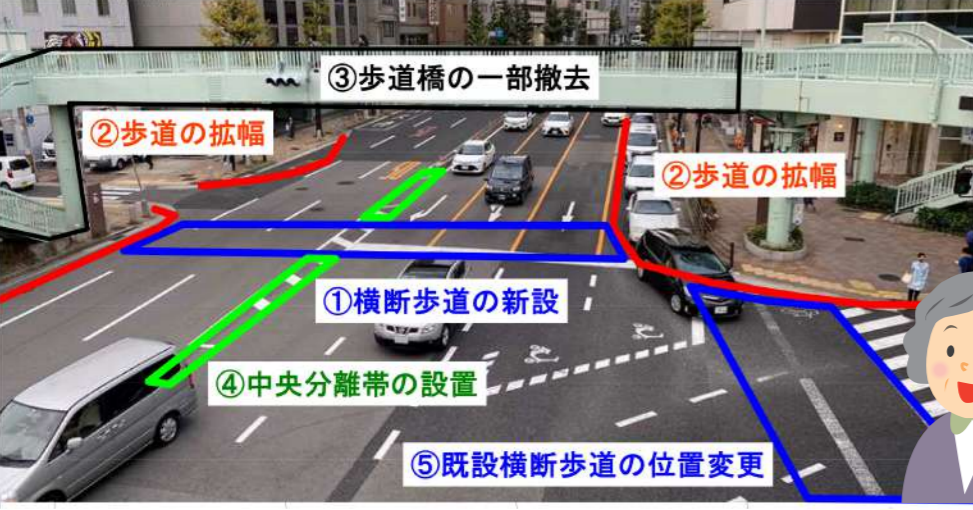 ③歩道橋の一部撤去
②歩道の拡幅
②歩道の拡幅
①横断歩道の新設
④中央分離帯の設置
⑤既設横断歩道の位置変更